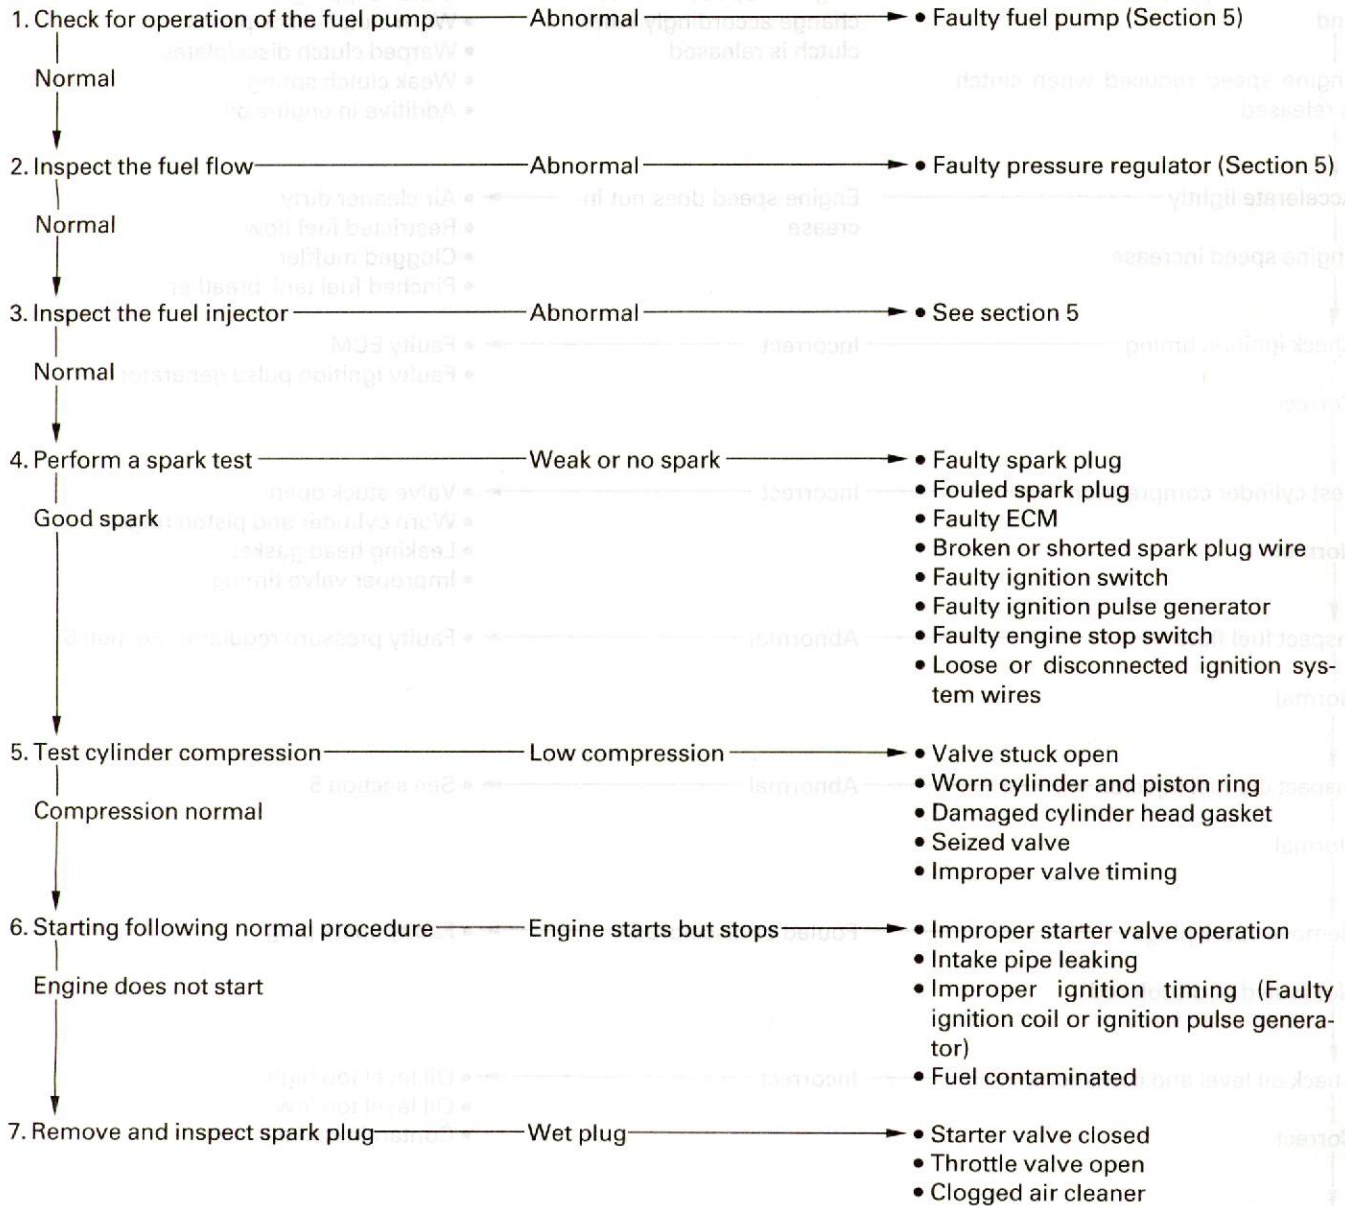 1. Check for operation of the fuel pump Abnormal • Faulty fuel pump (Section 5)
Normal
2. Inspect the fuel flow Abnormal • Faulty pressure regulator (Section 5)
Normal
3. Inspect the fuel injector Abnormal • See section 5
Normal
4. Perform a spark test Weak or no spark • Faulty spark plug
• Fouled spark plug
Good spark • Faulty ECM
• Broken or shorted spark plug wire
• Faulty ignition switch
• Faulty ignition pulse generator
• Faulty engine stop switch
• Loose or disconnected ignition sys-
tem wires
5. Test cylinder compression Low compression • Valve stuck open
• Worn cylinder and piston ring
Compression normal • Damaged cylinder head gasket
• Seized valve
• Improper valve timing
6. Starting following normal procedure Engine starts but stops • Improper starter valve operation
• Intake pipe leaking
Engine does not start • Improper ignition timing (Faulty
ignition coil or ignition pulse genera-
tor)
• Fuel contaminated
7. Remove and inspect spark plug Wet plug • Starter valve closed
• Throttle valve open
• Clogged air cleaner